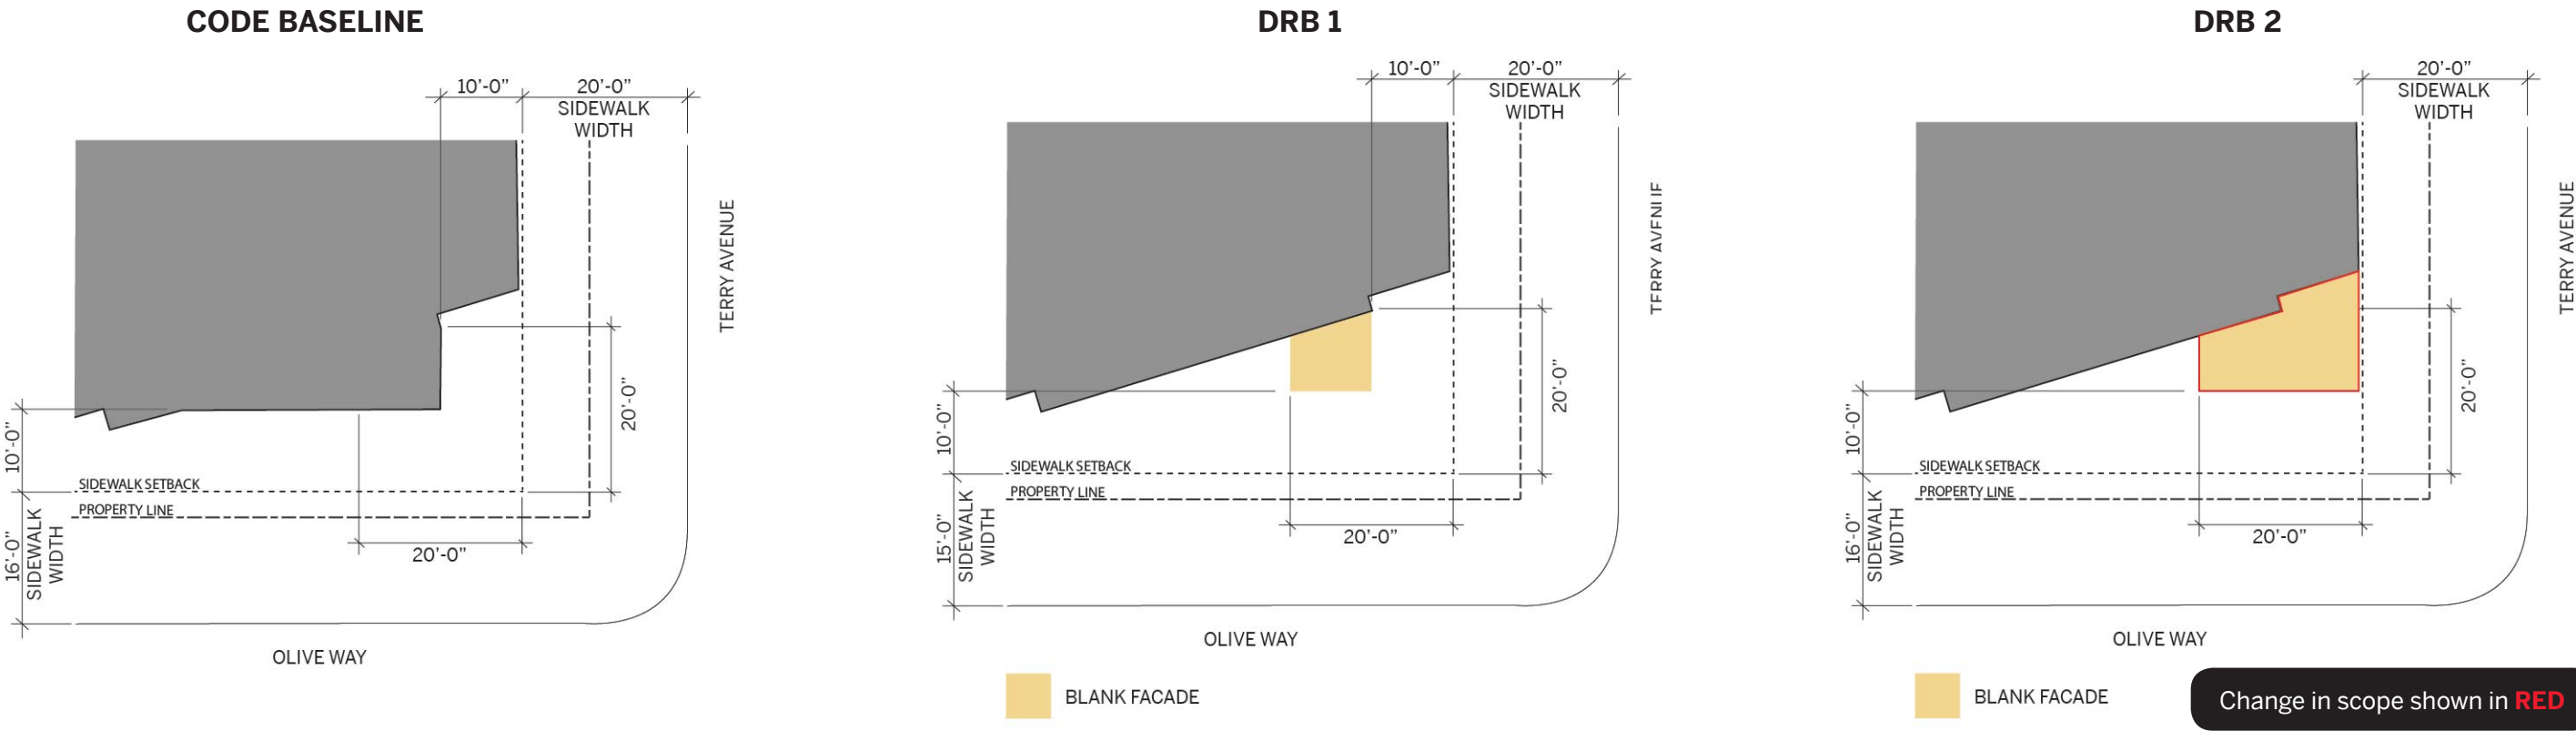 CODE BASELINE
10'-0"
20'-0"
SIDEWALK
WIDTH
TERRY AVENUE
20'-0"
10'-0"
SIDEWALK SETBACK
PROPERTY LINE
16'-0"
SIDEWALK
WIDTH
20'-0"
OLIVE WAY
DRB 1
10'-0"
20'-0"
SIDEWALK
WIDTH
TERRY AVENUE
20'-0"
10'-0"
SIDEWALK SETBACK
PROPERTY LINE
15'-0"
SIDEWALK
WIDTH
20'-0"
OLIVE WAY
BLANK FACADE
DRB 2
20'-0"
SIDEWALK
WIDTH
TERRY AVENUE
20'-0"
10'-0"
SIDEWALK SETBACK
PROPERTY LINE
16'-0"
SIDEWALK
WIDTH
20'-0"
OLIVE WAY
BLANK FACADE
Change in scope shown in RED